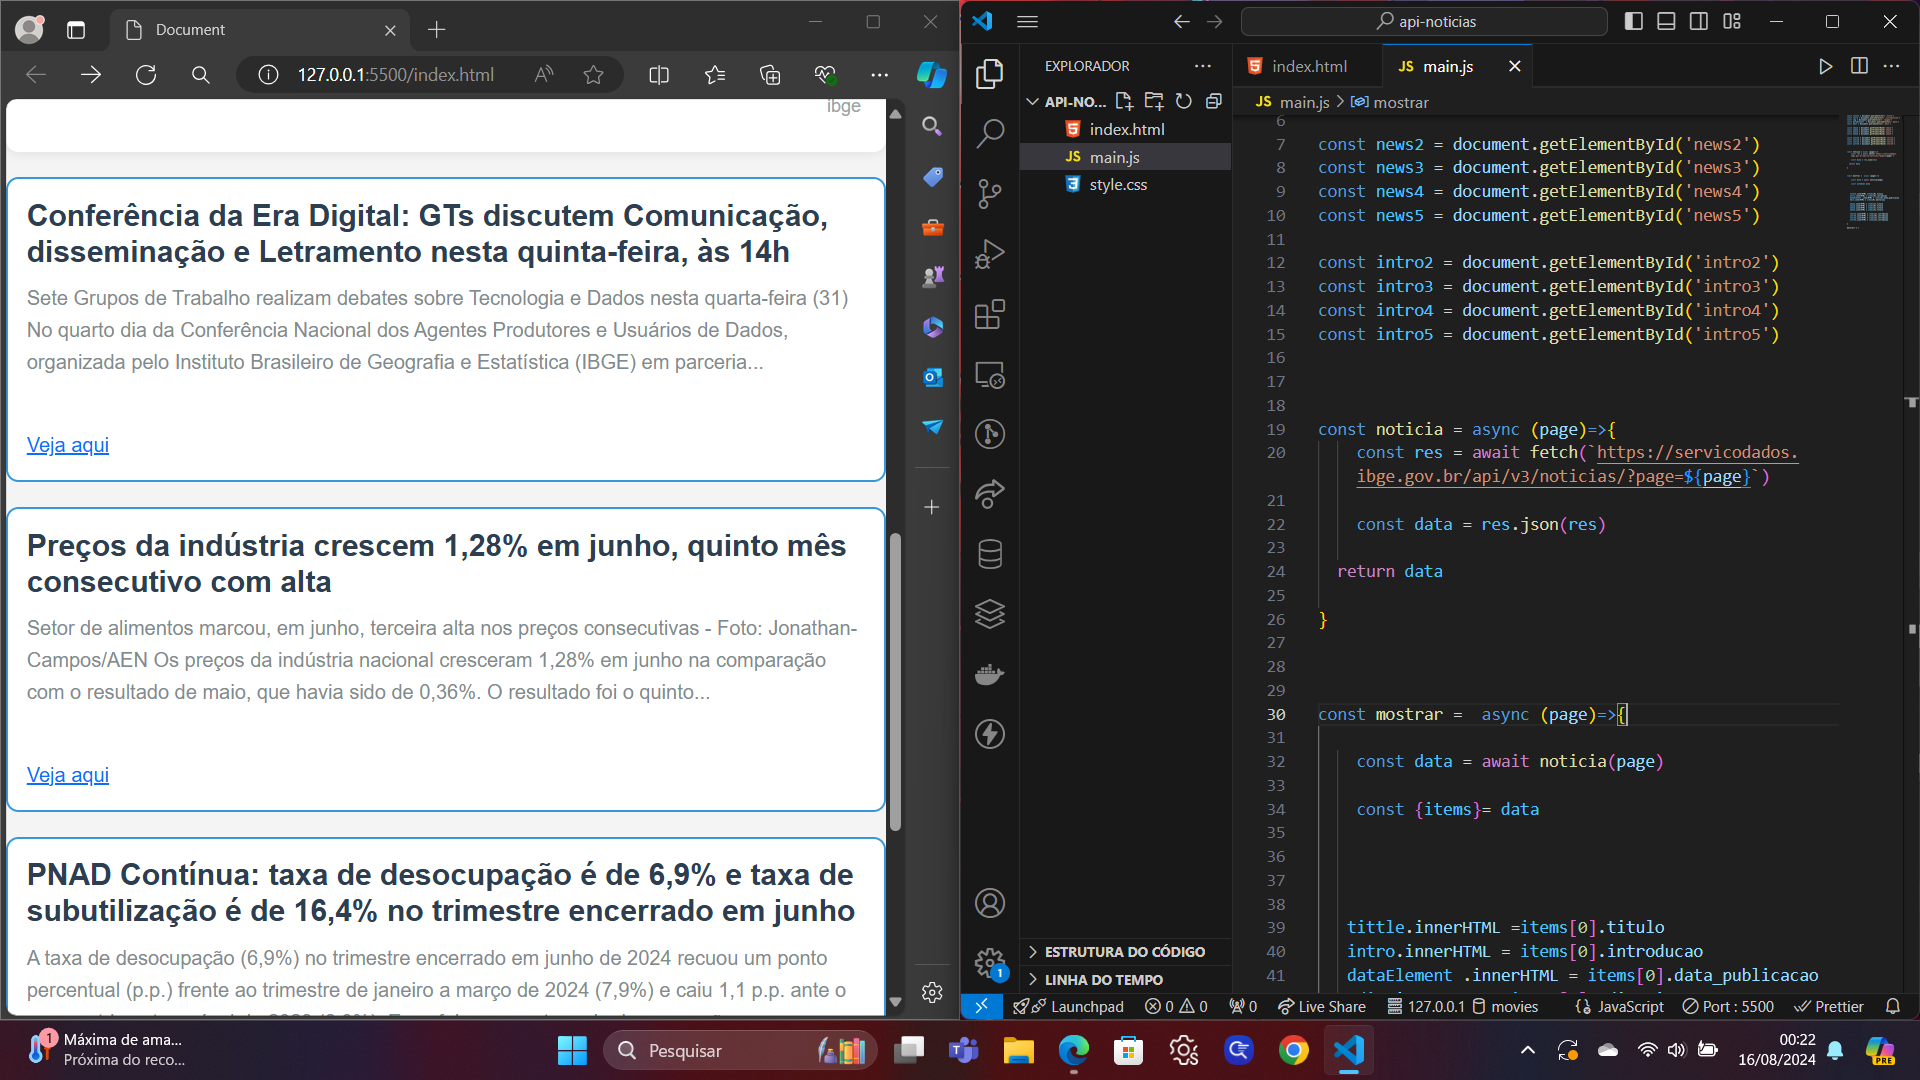 Document
127.0.0.1:5500/index.html
ibge
Conferência da Era Digital: GTs discutem Comunicação,
disseminação e Letramento nesta quinta-feira, às 14h
Sete Grupos de Trabalho realizam debates sobre Tecnologia e Dados nesta quarta-feira (31)
No quarto dia da Conferência Nacional dos Agentes Produtores e Usuários de Dados,
organizada pelo Instituto Brasileiro de Geografia e Estatística (IBGE) em parceria...
Veja aqui
Preços da indústria crescem 1,28% em junho, quinto mês
consecutivo com alta
Setor de alimentos marcou, em junho, terceira alta nos preços consecutivas - Foto: Jonathan-
Campos/AEN Os preços da indústria nacional cresceram 1,28% em junho na comparação
com o resultado de maio, que havia sido de 0,36%. O resultado foi o quinto...
Veja aqui
PNAD Contínua: taxa de desocupação é de 6,9% e taxa de
subutilização é de 16,4% no trimestre encerrado em junho
A taxa de desocupação (6,9%) no trimestre encerrado em junho de 2024 recuou um ponto
percentual (p.p.) frente ao trimestre de janeiro a março de 2024 (7,9%) e caiu 1,1 p.p. ante o
api-noticias
EXPLORADOR
API-NO...
index.html
JS main.js
style.css
ESTRUTURA DO CÓDIGO
LINHA DO TEMPO
index.html
JS main.js
JS main.js > mostrar
6
7 const news2 = document.getElementById('news2')
8 const news3 = document.getElementById('news3')
9 const news4 = document.getElementById('news4')
10 const news5 = document.getElementById('news5')
11
12 const intro2 = document.getElementById('intro2')
13 const intro3 = document.getElementById('intro3')
14 const intro4 = document.getElementById('intro4')
15 const intro5 = document.getElementById('intro5')
16
17
18
19 const noticia = async (page)=>{
20 const res = await fetch(`https://servicodados.
ibge.gov.br/api/v3/noticias/?page=${page}`)
21
22 const data = res.json(res)
23
24 return data
25
26 }
27
28
29
30 const mostrar =  async (page)=>{
31
32 const data = await noticia(page)
33
34 const {items}= data
35
36
37
38
39 tittle.innerHTML =items[0].titulo
40 intro.innerHTML = items[0].introducao
41 dataElement .innerHTML = items[0].data_publicacao
1
Launchpad
0
0
0
Live Share
127.0.0.1
movies
JavaScript
Port : 5500
Prettier
1
Máxima de ama...
Próxima do reco...
Pesquisar
00:22
16/08/2024
PRE